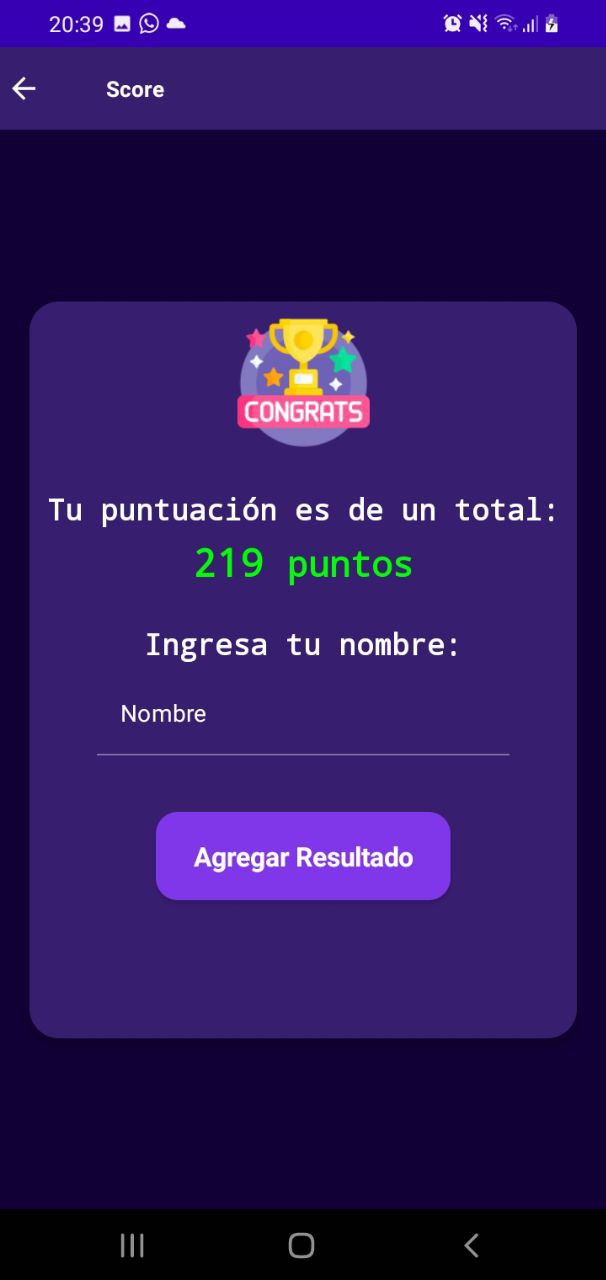 20:39
Score
CONGRATS
Tu puntuación es de un total:
219 puntos
Ingresa tu nombre:
Nombre
Agregar Resultado